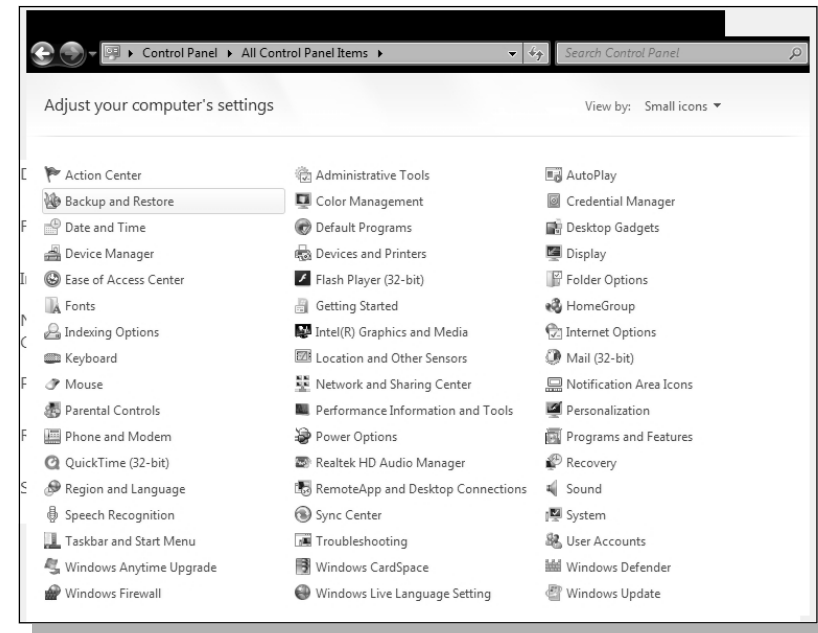 Control Panel ▸ All Control Panel Items ▸ Search Control Panel
Adjust your computer's settings View by: Small icons
Action Center Administrative Tools AutoPlay
Backup and Restore Color Management Credential Manager
Date and Time Default Programs Desktop Gadgets
Device Manager Devices and Printers Display
Ease of Access Center Flash Player (32-bit) Folder Options
Fonts Getting Started HomeGroup
Indexing Options Intel(R) Graphics and Media Internet Options
Keyboard Location and Other Sensors Mail (32-bit)
Mouse Network and Sharing Center Notification Area Icons
Parental Controls Performance Information and Tools Personalization
Phone and Modem Power Options Programs and Features
QuickTime (32-bit) Realtek HD Audio Manager Recovery
Region and Language RemoteApp and Desktop Connections Sound
Speech Recognition Sync Center System
Taskbar and Start Menu Troubleshooting User Accounts
Windows Anytime Upgrade Windows CardSpace Windows Defender
Windows Firewall Windows Live Language Setting Windows Update